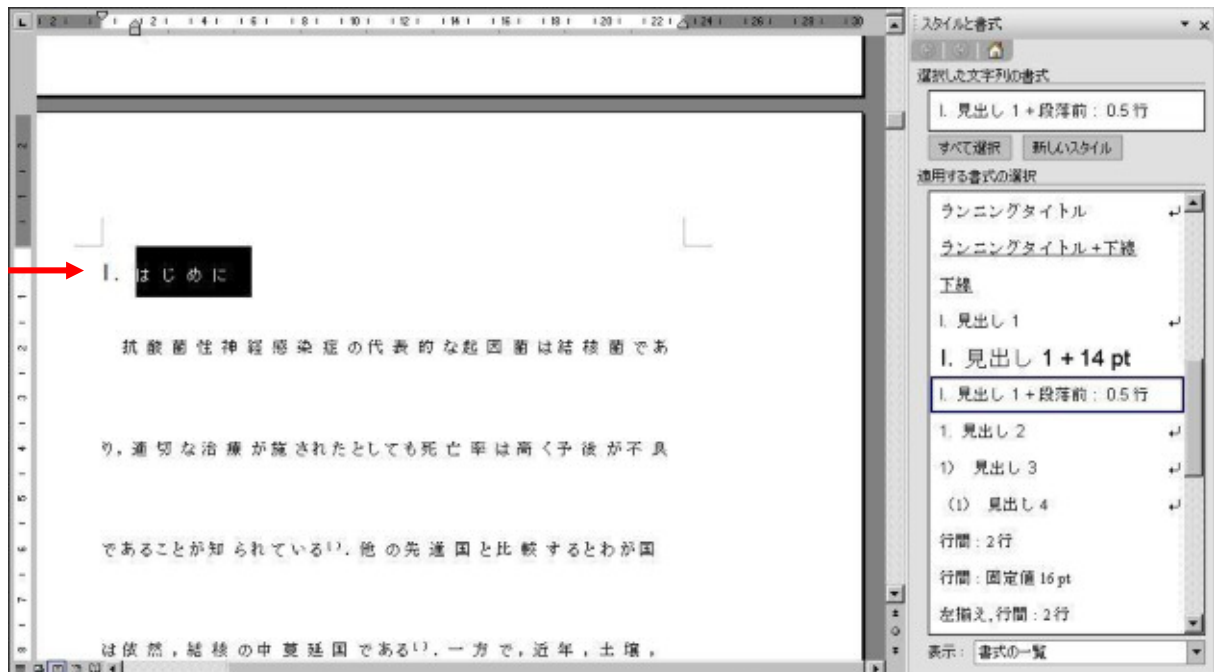 スタイルと書式
選択した文字列の書式
I. 見出し 1 + 段落前 : 0.5 行
すべて選択 新しいスタイル
適用する書式の選択
ランニングタイトル
ランニングタイトル + 下線
下線
I. 見出し 1
I. 見出し 1 + 14 pt
I. 見出し 1 + 段落前 : 0.5 行
1. 見出し 2
1) 見出し 3
(1) 見出し 4
行間 : 2 行
行間 : 固定値 16 pt
左揃え, 行間 : 2 行
表示 : 書式の一覧
I. はじめに
抗酸菌性神経感染症の代表的な起因菌は結核菌であ
り，適切な治療が施されたとしても死亡率は高く予後が不良
であることが知られている1)．他の先進国と比較するとわが国
は依然，結核の中蔓延国である1)．一方で，近年，土壌，